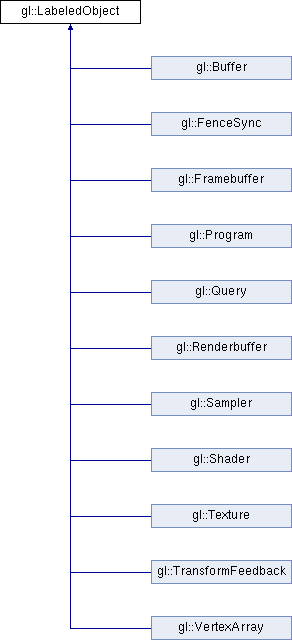 gl::LabeledObject
gl::Buffer
gl::FenceSync
gl::Framebuffer
gl::Program
gl::Query
gl::Renderbuffer
gl::Sampler
gl::Shader
gl::Texture
gl::TransformFeedback
gl::VertexArray